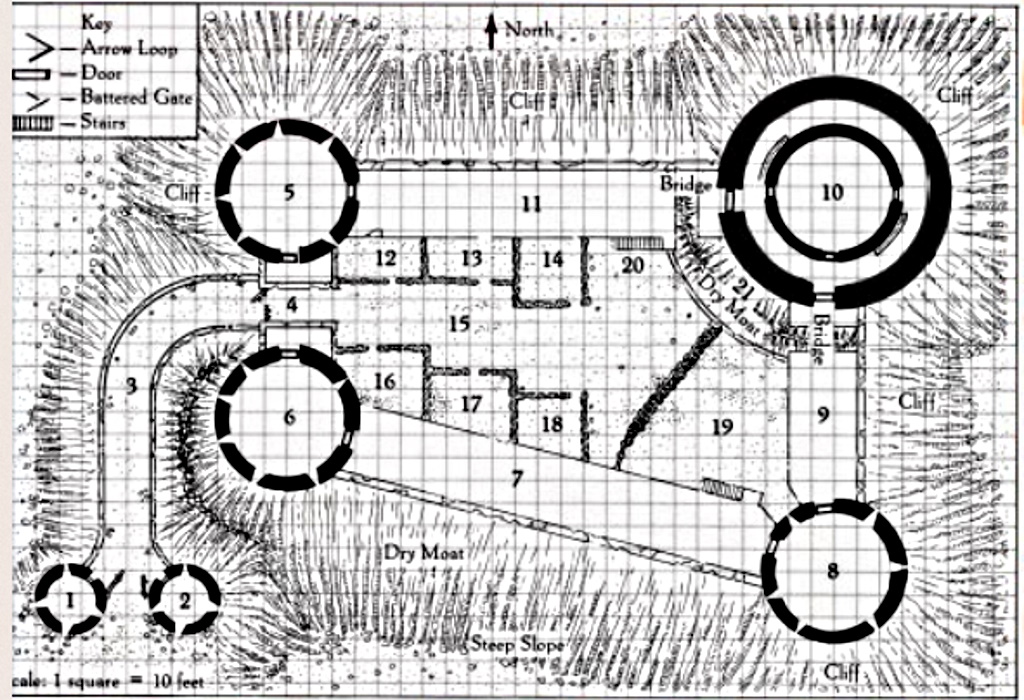 Key
— Arrow Loop
— Door
— Battered Gate
— Stairs
North
Cliff
Cliff
Cliff
Bridge
5
11
10
12
13
14
20
21
Dry Moat
4
15
Bridge
3
16
17
18
6
19
9
Cliff
7
Dry Moat
8
1
2
Steep Slope
Cliff
cale: 1 square = 10 feet